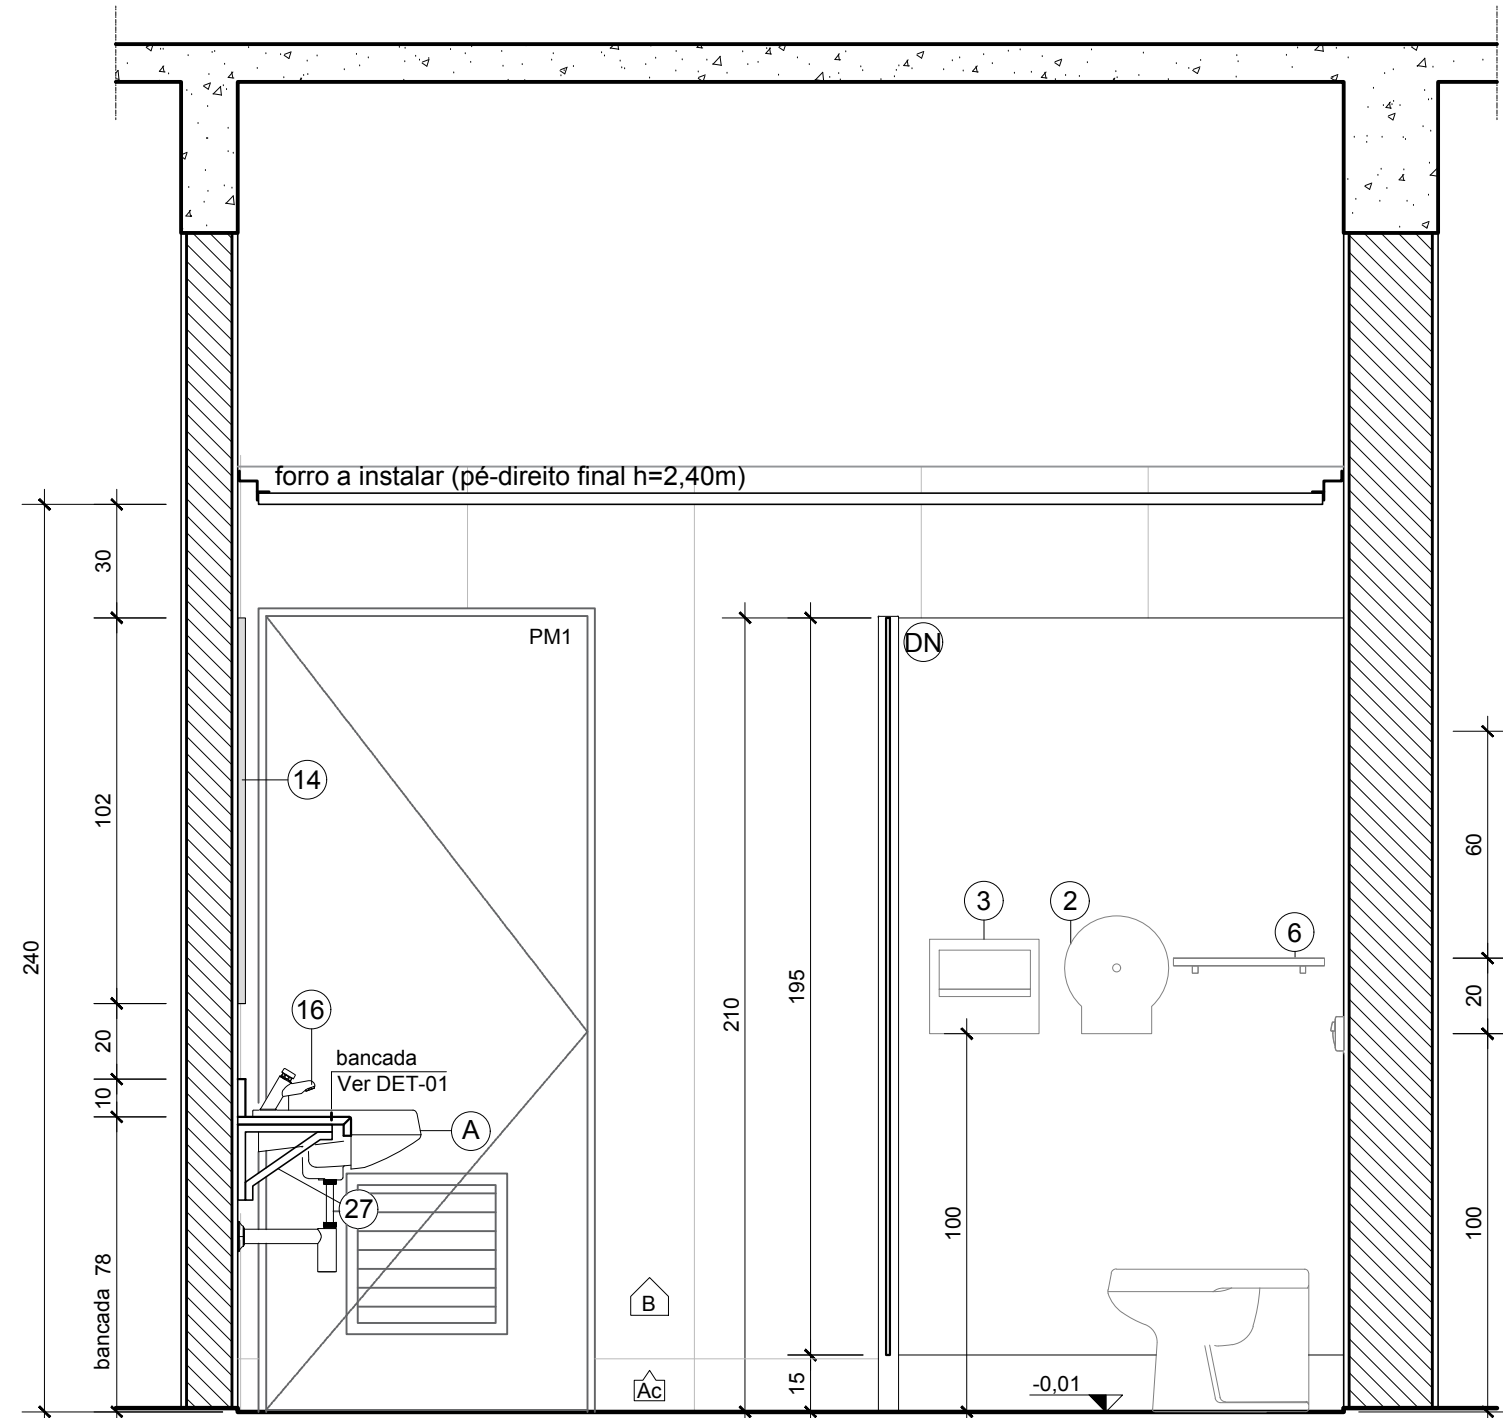 forro a instalar (pé-direito final h=2,40m)
30
PM1
DN
14
102
60
3
2
6
240
195
20
210
16
20
bancada
Ver DET-01
10
A
27
100
100
bancada 78
B
15
Ac
-0,01